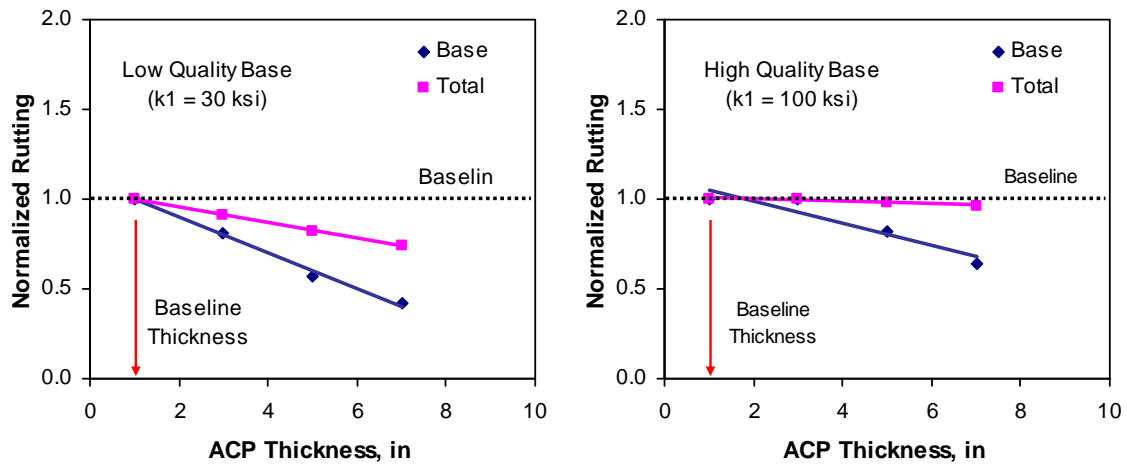 2.0
1.5
1.0
0.5
0.0
Normalized Rutting
Low Quality Base
(k1 = 30 ksi)
Base
Total
Baselin
Baseline
Thickness
0 2 4 6 8 10
ACP Thickness, in
2.0
1.5
1.0
0.5
0.0
Normalized Rutting
High Quality Base
(k1 = 100 ksi)
Base
Total
Baseline
Baseline
Thickness
0 2 4 6 8 10
ACP Thickness, in